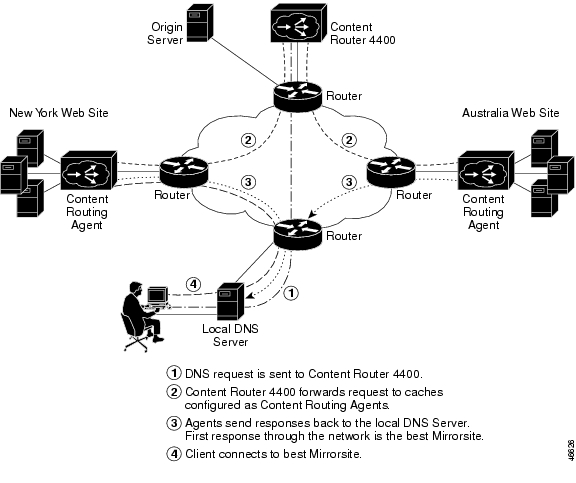 Origin
Server
Content
Router 4400
Router
New York Web Site
Australia Web Site
2
2
Content
Routing
Agent
Router
3
3
Router
Content
Routing
Agent
Router
4
1
Local DNS
Server
1 DNS request is sent to Content Router 4400.
2 Content Router 4400 forwards request to caches
configured as Content Routing Agents.
3 Agents send responses back to the local DNS Server.
First response through the network is the best Mirrorsite.
4 Client connects to best Mirrorsite.
46626